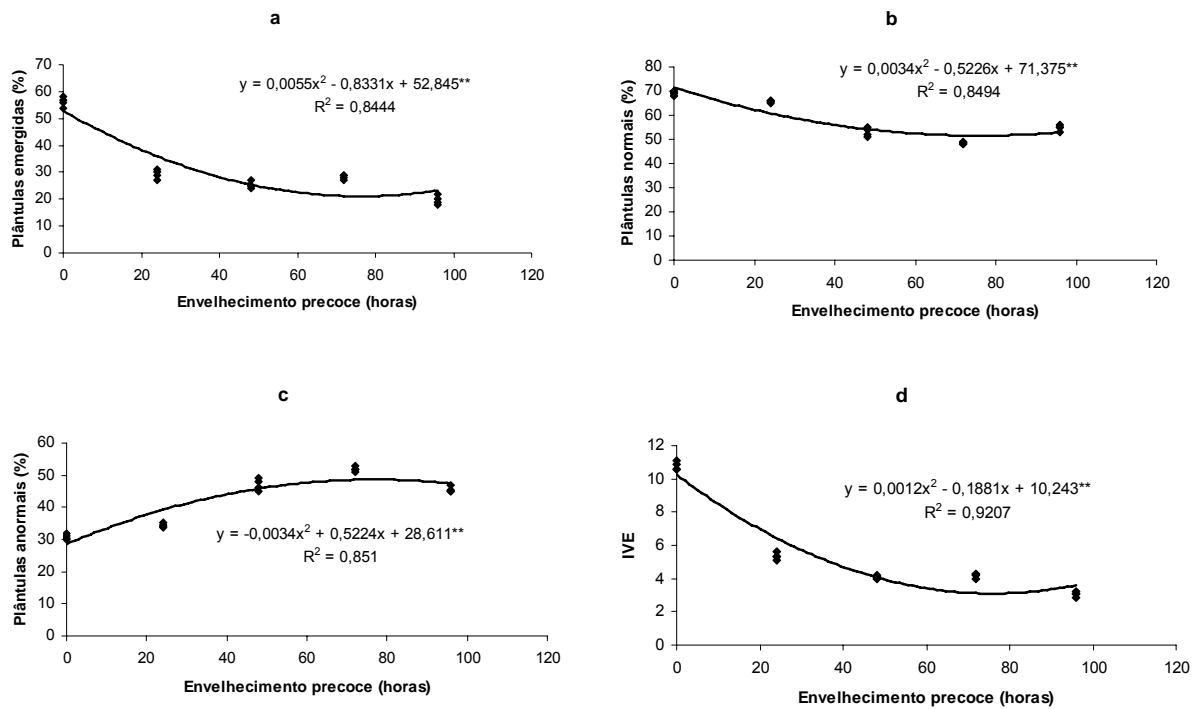 a
y = 0,0055x² - 0,8331x + 52,845**
R² = 0,8444
Plântulas emergidas (%)
70
60
50
40
30
20
10
0
0 20 40 60 80 100 120
Envelhecimento precoce (horas)
b
y = 0,0034x² - 0,5226x + 71,375**
R² = 0,8494
Plântulas normais (%)
80
70
60
50
40
30
20
10
0
0 20 40 60 80 100 120
Envelhecimento precoce (horas)
c
y = -0,0034x² + 0,5224x + 28,611**
R² = 0,851
Plântulas anormais (%)
60
50
40
30
20
10
0
0 20 40 60 80 100 120
Envelhecimento precoce (horas)
d
y = 0,0012x² - 0,1881x + 10,243**
R² = 0,9207
IVE
12
10
8
6
4
2
0
0 20 40 60 80 100 120
Envelhecimento precoce (horas)